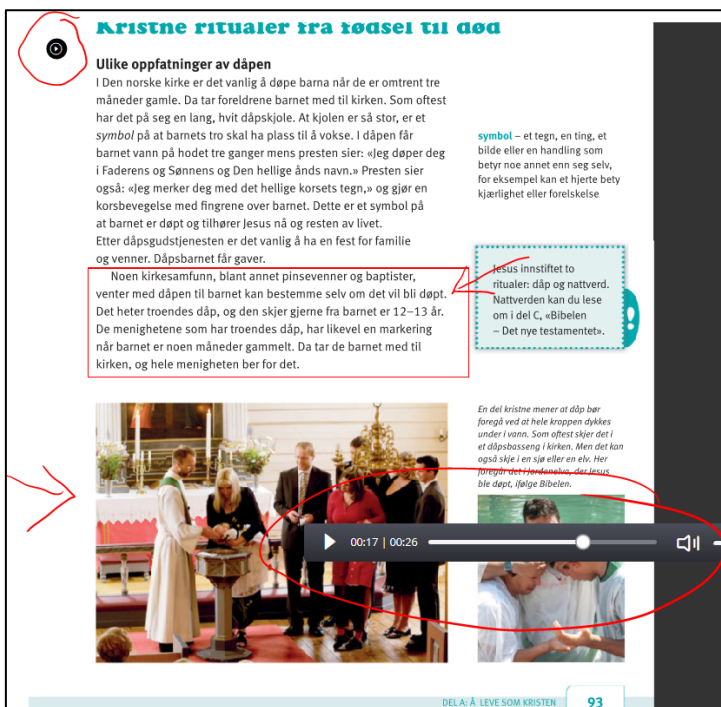 Kristne ritualer fra fødsel til død
Ulike oppfatninger av dåpen
I Den norske kirke er det vanlig å døpe barna når de er omtrent tre
måneder gamle. Da tar foreldrene barnet med til kirken. Som oftest
har det på seg en lang, hvit dåpskjole. At kjolen er så stor, er et
symbol på at barnets tro skal ha plass til å vokse. I dåpen får
barnet vann på hodet tre ganger mens presten sier: «Jeg døper deg
i Faderens og Sønnens og Den hellige ånds navn.» Presten sier
også: «Jeg merker deg med det hellige korsets tegn,» og gjør en
korsbevegelse med fingrene over barnet. Dette er et symbol på
at barnet er døpt og tilhører Jesus nå og resten av livet.
Etter dåpsgudstjenesten er det vanlig å ha en fest for familie
og venner. Dåpsbarnet får gaver.
Noen kirkesamfunn, blant annet pinsevenner og baptister,
venter med dåpen til barnet kan bestemme selv om det vil bli døpt.
Det heter troendes dåp, og den skjer gjerne fra barnet er 12–13 år.
De menighetene som har troendes dåp, har likevel en markering
når barnet er noen måneder gammelt. Da tar de barnet med til
kirken, og hele menigheten ber for det.
symbol – et tegn, en ting, et
bilde eller en handling som
betyr noe annet enn seg selv,
for eksempel kan et hjerte bety
kjærlighet eller forelskelse
Jesus innstiftet to
ritualer: dåp og nattverd.
Nattverden kan du lese
om i del C, «Bibelen
– Det nye testamentet».
!
En del kristne mener at dåp bør
foregå ved at hele kroppen dykkes
under i vann. Som oftest skjer det i
et dåpsbasseng i kirken. Men det kan
også skje i en sjø eller en elv. Her
foregår det i Jordanelva, der Jesus
ble døpt, ifølge Bibelen.
00:17 | 00:26
DEL A: Å LEVE SOM KRISTEN 93